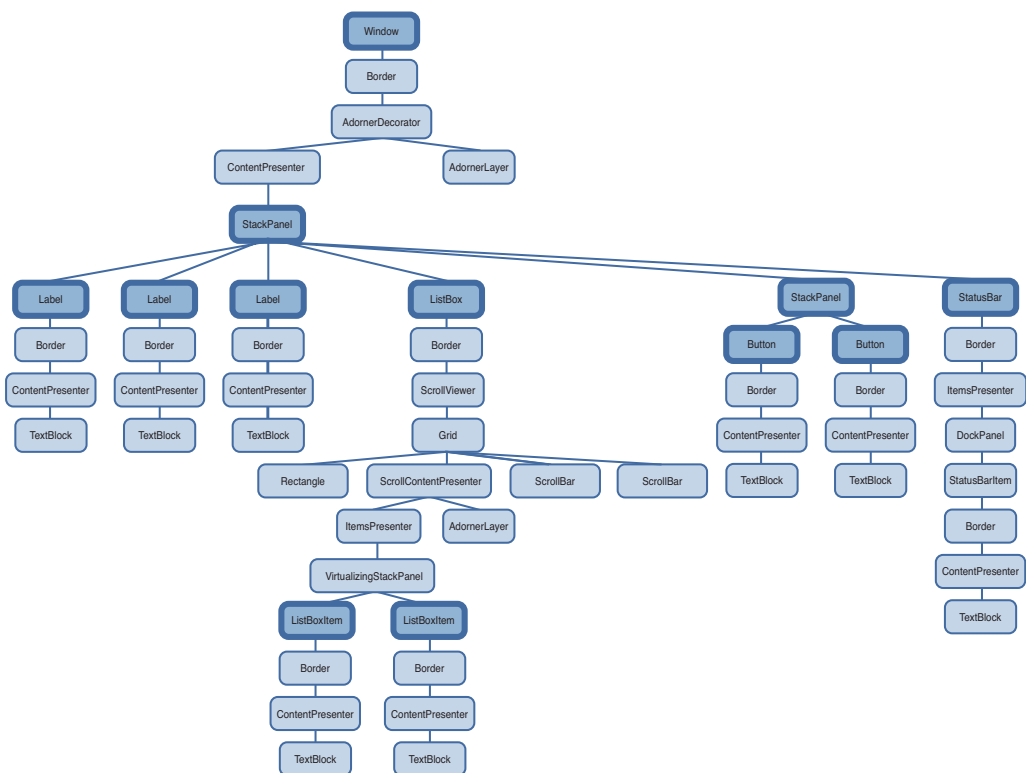 Window
Border
AdornerDecorator
ContentPresenter AdornerLayer
StackPanel
Label Label Label ListBox StackPanel StatusBar
Border Border Border Border Button Button Border
ContentPresenter ContentPresenter ContentPresenter ScrollViewer Border Border ItemsPresenter
TextBlock TextBlock TextBlock Grid ContentPresenter ContentPresenter DockPanel
Rectangle ScrollContentPresenter ScrollBar ScrollBar TextBlock TextBlock StatusBarItem
ItemsPresenter AdornerLayer Border
VirtualizingStackPanel ContentPresenter
ListBoxItem ListBoxItem TextBlock
Border Border
ContentPresenter ContentPresenter
TextBlock TextBlock